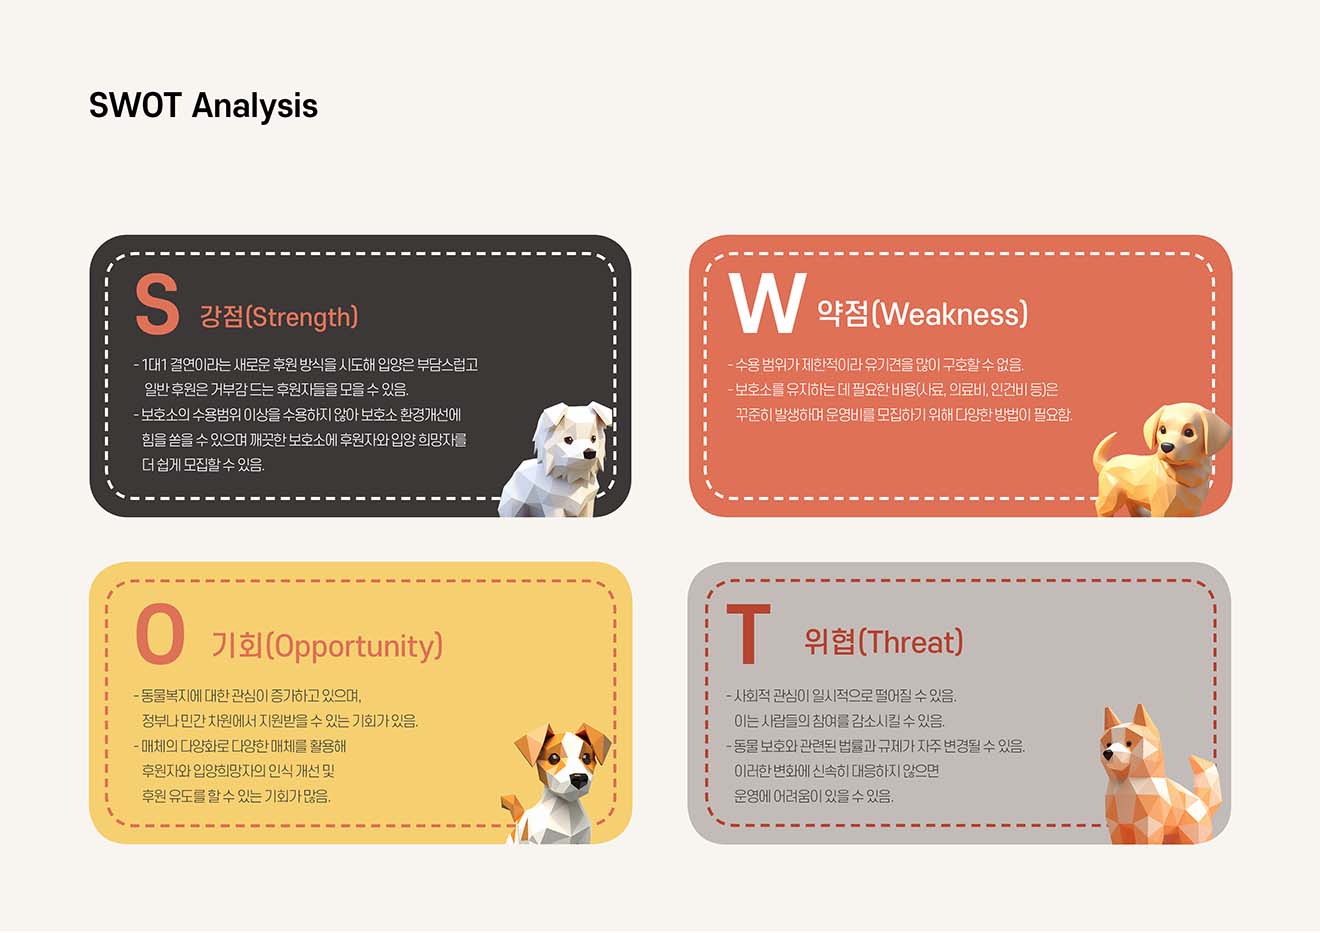 SWOT Analysis
S 강점(Strength)
- 1대1 결연이라는 새로운 후원 방식을 시도해 입양은 부담스럽고
일반 후원은 거부감 드는 후원자들을 모을 수 있음.
- 보호소의 수용범위 이상을 수용하지 않아 보호소 환경개선에
힘을 쏟을 수 있으며 깨끗한 보호소에 후원자와 입양 희망자를
더 쉽게 모집할 수 있음.
W 약점(Weakness)
- 수용 범위가 제한적이라 유기견을 많이 구호할 수 없음.
- 보호소를 유지하는 데 필요한 비용(사료, 의료비, 인건비 등)은
꾸준히 발생하며 운영비를 모집하기 위해 다양한 방법이 필요함.
O 기회(Opportunity)
- 동물복지에 대한 관심이 증가하고 있으며,
정부나 민간 차원에서 지원받을 수 있는 기회가 있음.
- 매체의 다양화로 다양한 매체를 활용해
후원자와 입양희망자의 인식 개선 및
후원 유도를 할 수 있는 기회가 많음.
T 위협(Threat)
- 사회적 관심이 일시적으로 떨어질 수 있음.
이는 사람들의 참여를 감소시킬 수 있음.
- 동물 보호와 관련된 법률과 규제가 자주 변경될 수 있음.
이러한 변화에 신속히 대응하지 않으면
운영에 어려움이 있을 수 있음.